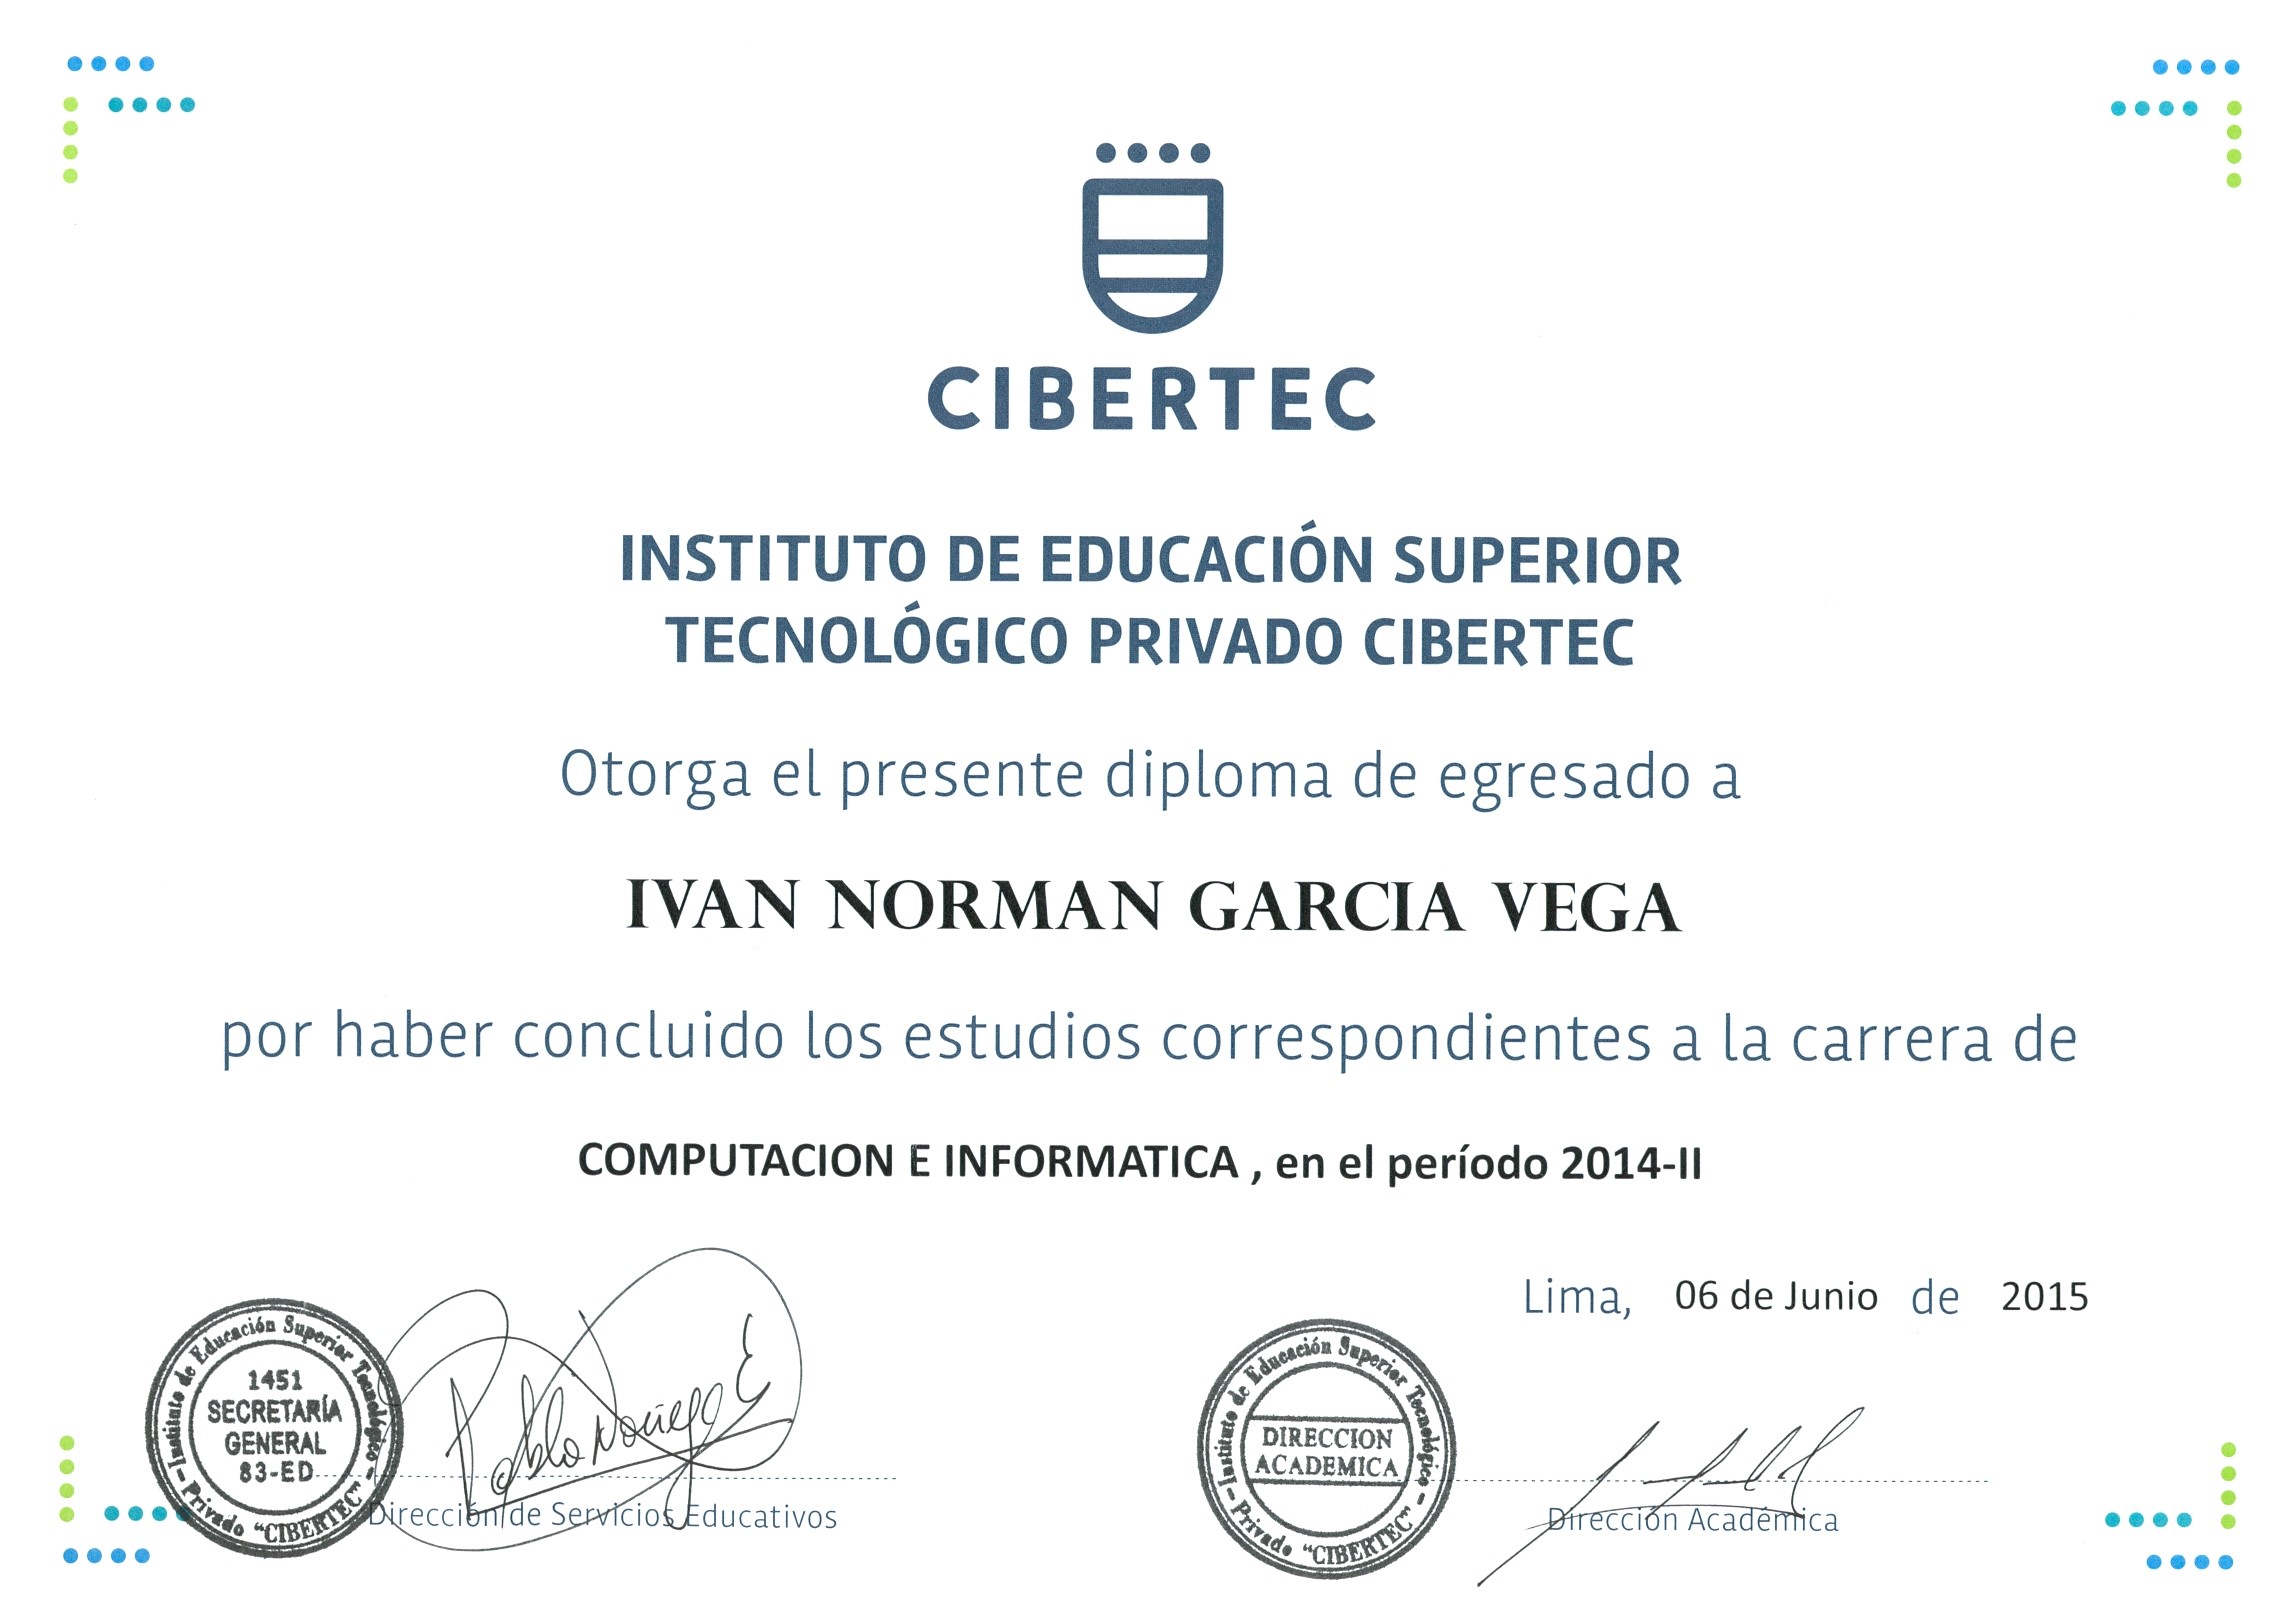 CIBERTEC
INSTITUTO DE EDUCACIÓN SUPERIOR
TECNOLÓGICO PRIVADO CIBERTEC
Otorga el presente diploma de egresado a
IVAN NORMAN GARCIA VEGA
por haber concluido los estudios correspondientes a la carrera de
COMPUTACION E INFORMATICA , en el período 2014-II
Lima, 06 de Junio de 2015
Instituto de Educación Superior Tecnológico - Privado "CIBERTEC" -
1451
SECRETARÍA
GENERAL
83-ED
Dirección de Servicios Educativos
Instituto de Educación Superior Tecnológico - Privado "CIBERTEC" -
DIRECCION
ACADEMICA
Dirección Académica